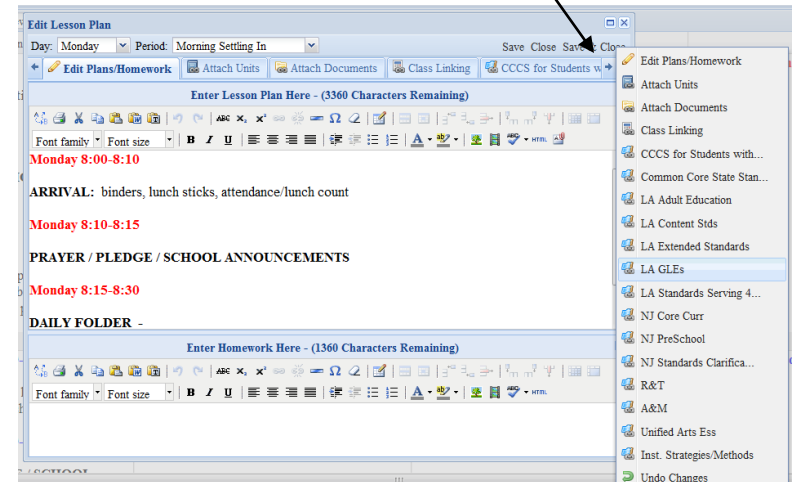 Edit Lesson Plan
Day: Monday Period: Morning Settling In Save Close Save
Edit Plans/Homework Attach Units Attach Documents Class Linking CCCS for Students w
Enter Lesson Plan Here - (3360 Characters Remaining)
Font family Font size B I U HTML
Monday 8:00-8:10
ARRIVAL: binders, lunch sticks, attendance/lunch count
Monday 8:10-8:15
PRAYER / PLEDGE / SCHOOL ANNOUNCEMENTS
Monday 8:15-8:30
DAILY FOLDER -
Enter Homework Here - (1360 Characters Remaining)
Font family Font size B I U HTML
Edit Plans/Homework
Attach Units
Attach Documents
Class Linking
CCCS for Students with...
Common Core State Stan...
LA Adult Education
LA Content Stds
LA Extended Standards
LA GLEs
LA Standards Serving 4...
NJ Core Curr
NJ PreSchool
NJ Standards Clarifica...
R&T
A&M
Unified Arts Ess
Inst. Strategies/Methods
Undo Changes